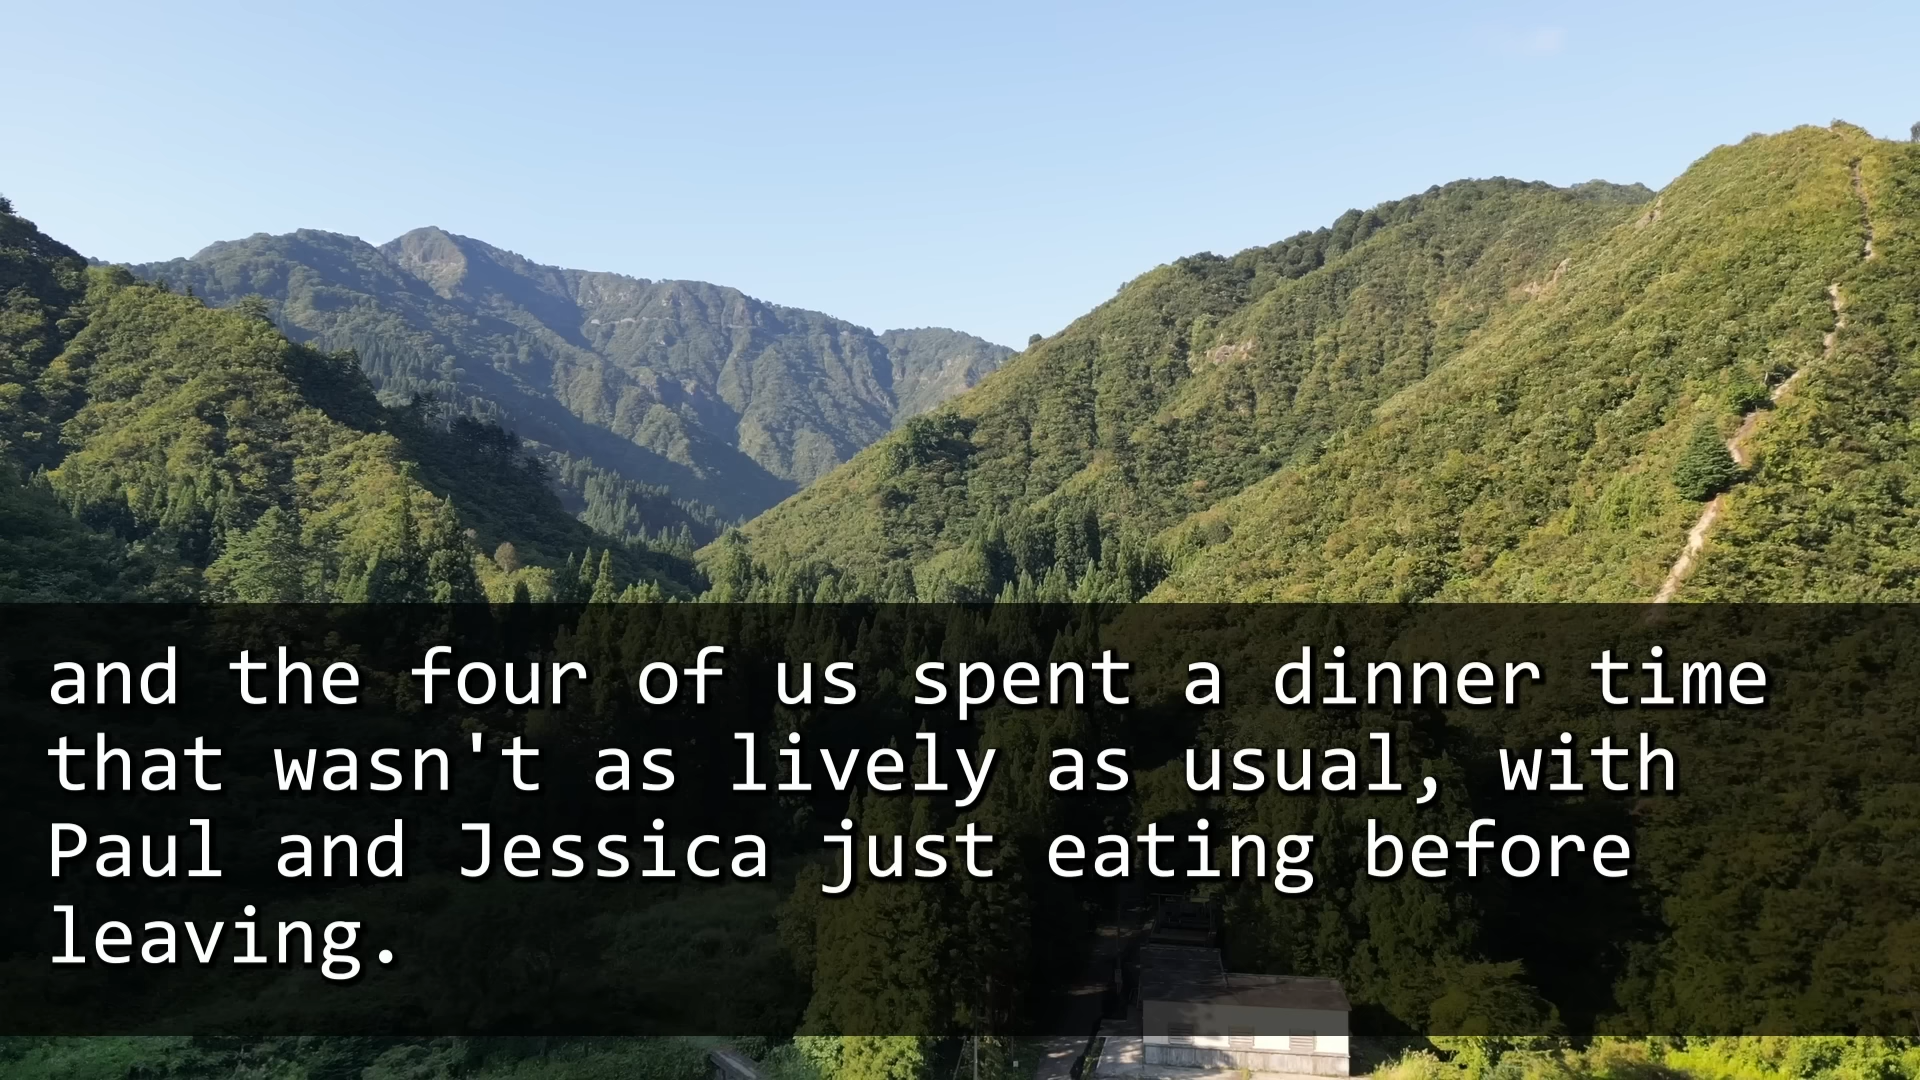 and the four of us spent a dinner time
that wasn't as lively as usual, with
Paul and Jessica just eating before
leaving.